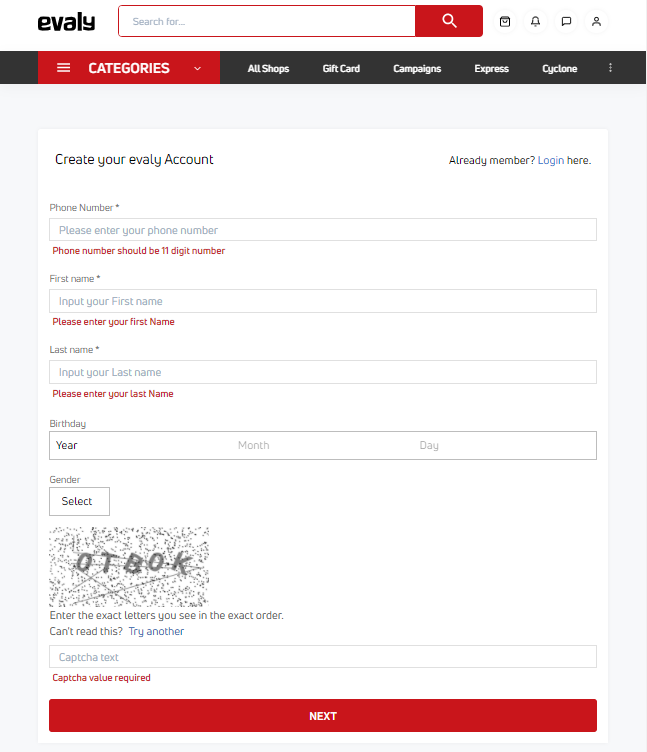 evaly
Search for...
CATEGORIES
All Shops
Gift Card
Campaigns
Express
Cyclone
Create your evaly Account
Already member? Login here.
Phone Number *
Please enter your phone number
Phone number should be 11 digit number
First name *
Input your First name
Please enter your first Name
Last name *
Input your Last name
Please enter your last Name
Birthday
Year Month Day
Gender
Select
Enter the exact letters you see in the exact order.
Can't read this? Try another
Captcha text
Captcha value required
NEXT